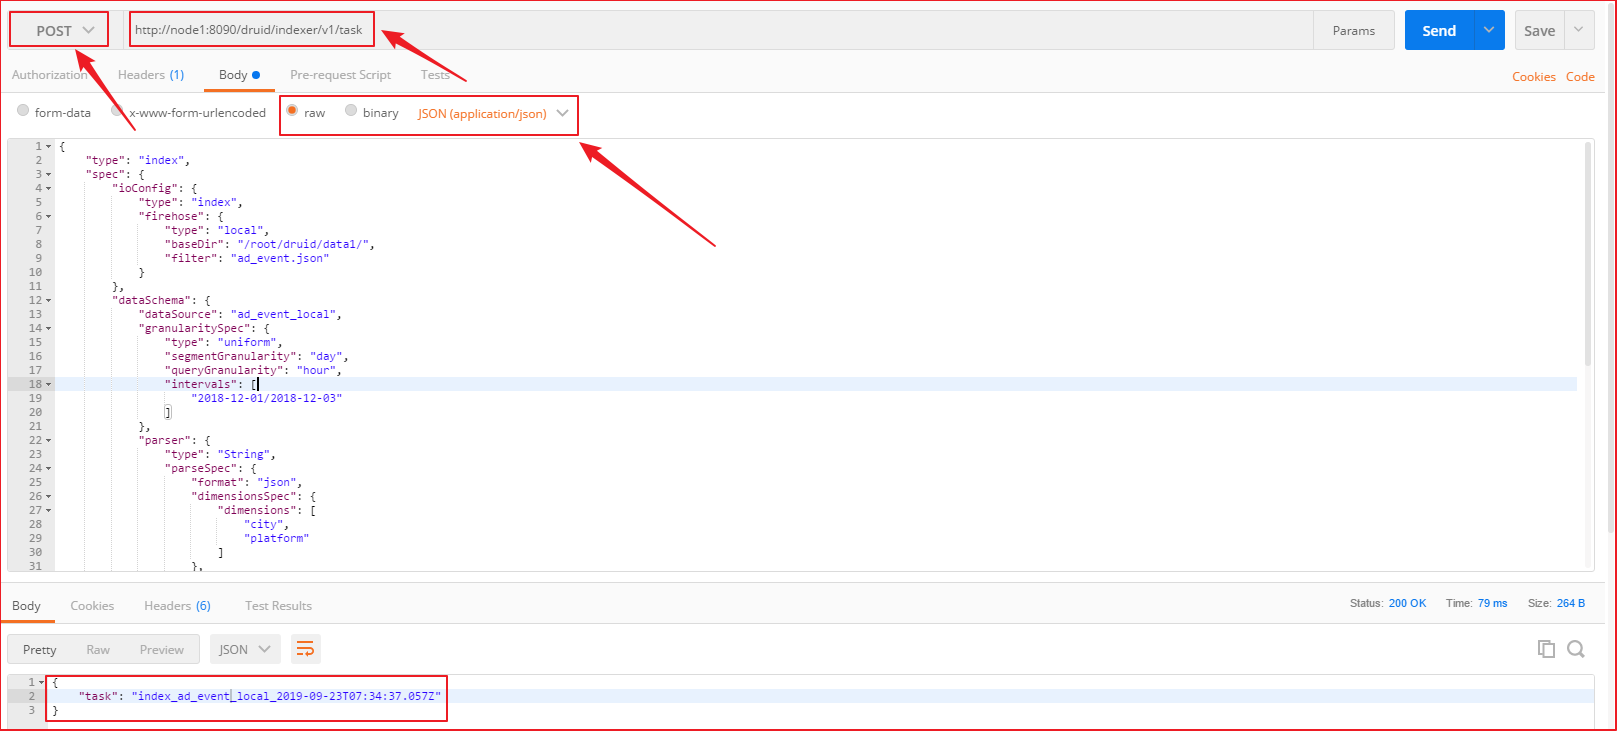 POST http://node1:8090/druid/indexer/v1/task Params Send Save
Authorization Headers (1) Body Pre-request Script Tests Cookies Code
form-data x-www-form-urlencoded raw binary JSON (application/json)
1 {
2 "type": "index",
3 "spec": {
4 "ioConfig": {
5 "type": "index",
6 "firehose": {
7 "type": "local",
8 "baseDir": "/root/druid/data1/",
9 "filter": "ad_event.json"
10 }
11 },
12 "dataSchema": {
13 "dataSource": "ad_event_local",
14 "granularitySpec": {
15 "type": "uniform",
16 "segmentGranularity": "day",
17 "queryGranularity": "hour",
18 "intervals": [
19 "2018-12-01/2018-12-03"
20 ]
21 },
22 "parser": {
23 "type": "String",
24 "parseSpec": {
25 "format": "json",
26 "dimensionsSpec": {
27 "dimensions": [
28 "city",
29 "platform"
30 ]
31 },
Body Cookies Headers (6) Test Results Status: 200 OK Time: 79 ms Size: 264 B
Pretty Raw Preview JSON
1 {
2 "task": "index_ad_event_local_2019-09-23T07:34:37.057Z"
3 }